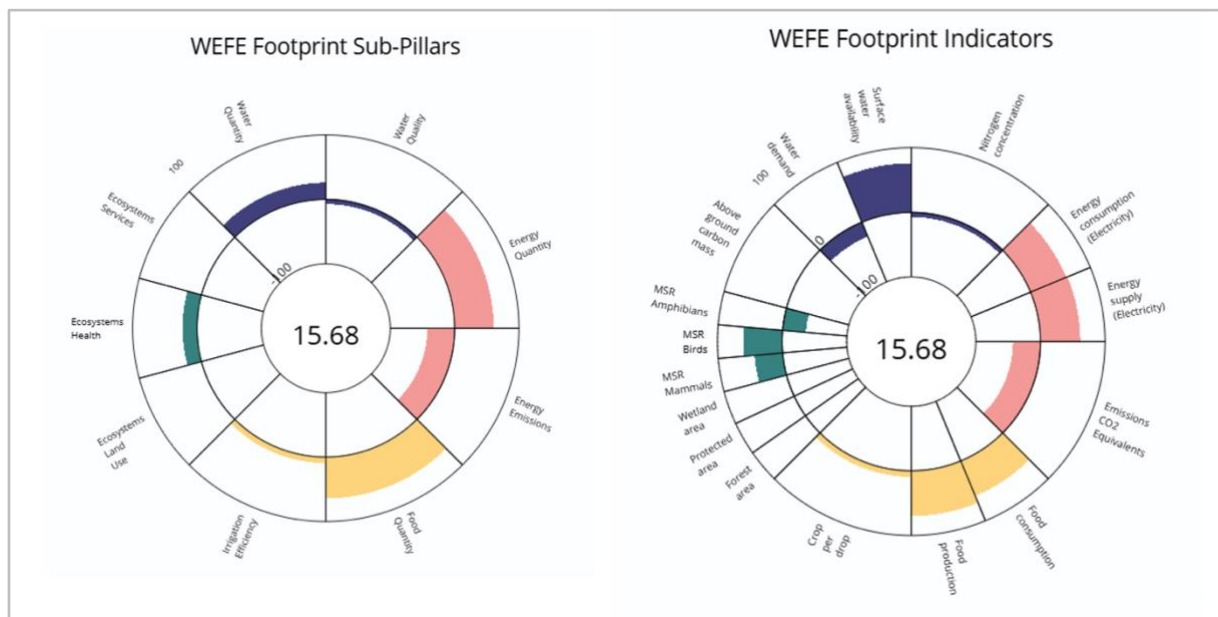 WEFE Footprint Sub-Pillars
Water
Quantity
Water
Quality
100
Ecosystems
Services
Energy
Quantity
-100
15.68
Ecosystems
Health
Energy
Emissions
Ecosystems
Land
Use
Irrigation
Efficiency
Food
Quantity
WEFE Footprint Indicators
Surface
water
availability
Nitrogen
concentration
Water
demand
100
Energy
consumption
(Electricity)
Above
ground
carbon
mass
0
-100
Energy
supply
(Electricity)
MSR
Amphibians
MSR
Birds
15.68
MSR
Mammals
Wetland
area
Protected
area
Forest
area
Emissions
CO2
Equivalents
Crop
per
drop
Food
production
Food
consumption